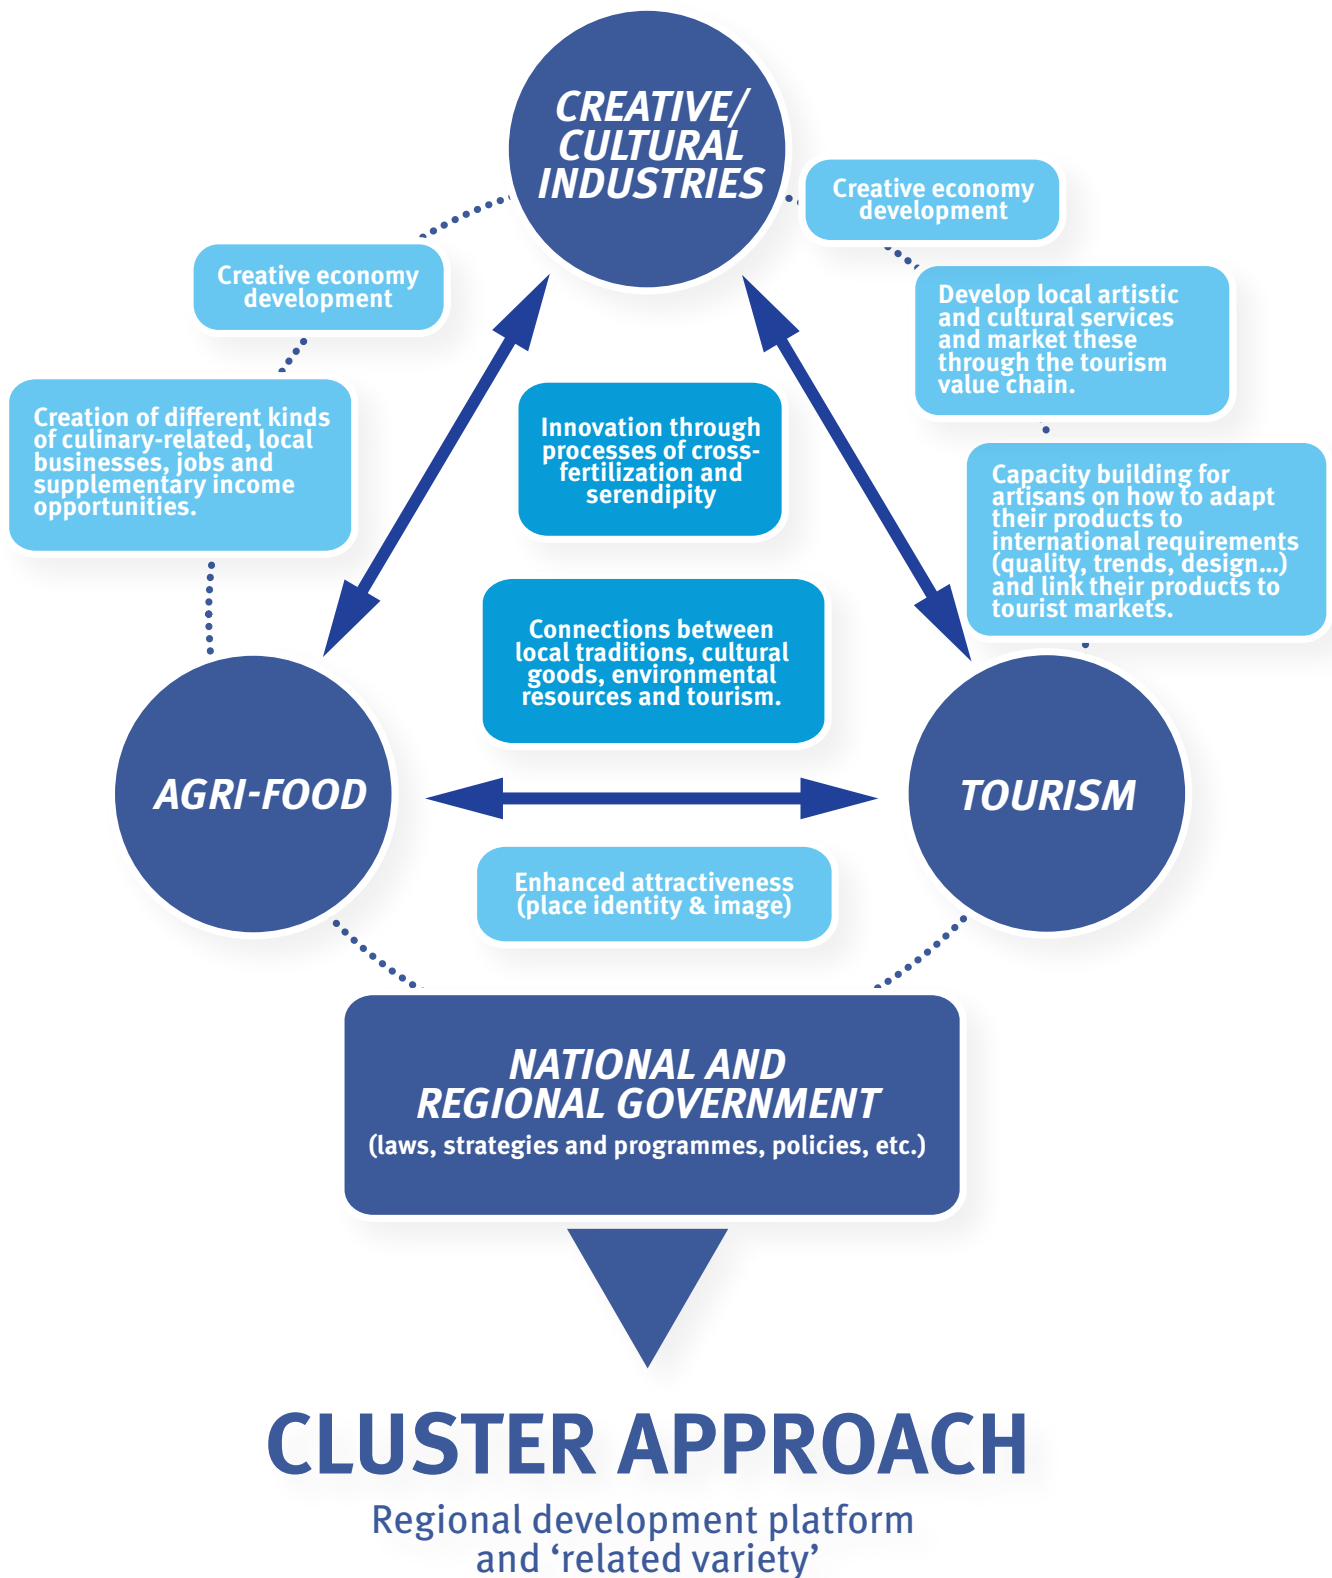 CREATIVE/
CULTURAL
INDUSTRIES
Creative economy
development
Creative economy
development
Develop local artistic
and cultural services
and market these
through the tourism
value chain.
Creation of different kinds
of culinary-related, local
businesses, jobs and
supplementary income
opportunities.
Innovation through
processes of cross-
fertilization and
serendipity
Capacity building for
artisans on how to adapt
their products to
international requirements
(quality, trends, design...)
and link their products to
tourist markets.
Connections between
local traditions, cultural
goods, environmental
resources and tourism.
AGRI-FOOD
TOURISM
Enhanced attractiveness
(place identity & image)
NATIONAL AND
REGIONAL GOVERNMENT
(laws, strategies and programmes, policies, etc.)
CLUSTER APPROACH
Regional development platform
and ‘related variety’